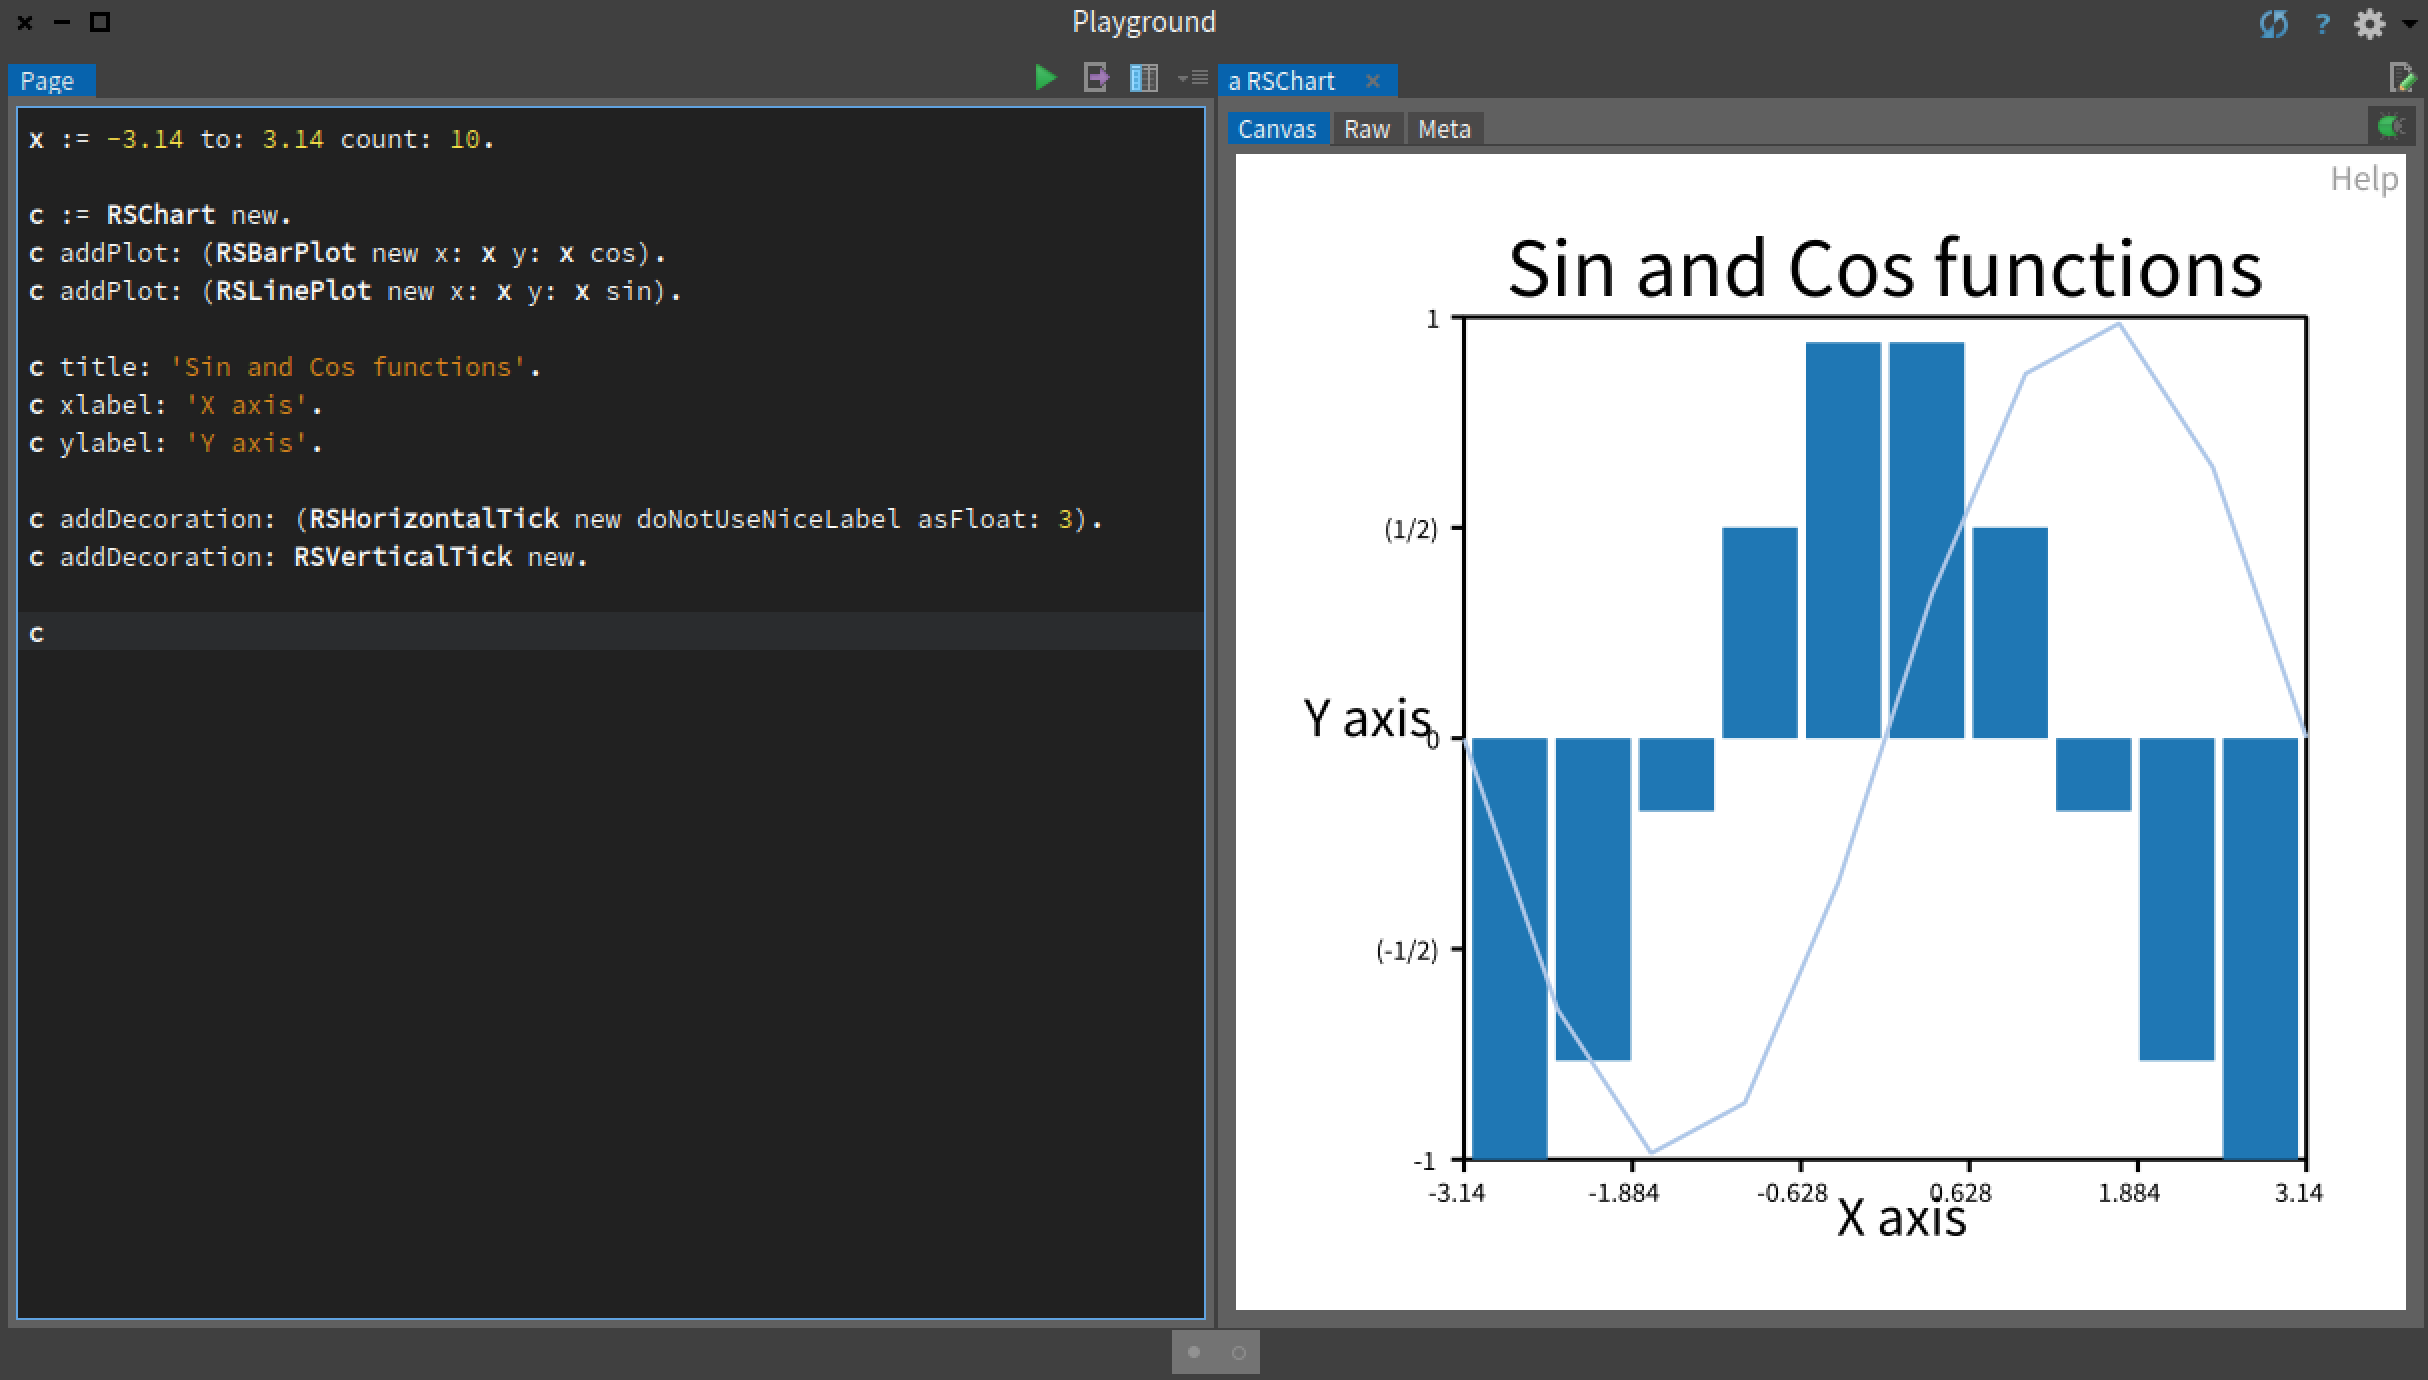 Playground
?
Page
a RSChart
x := -3.14 to: 3.14 count: 10.
c := RSChart new.
c addPlot: (RSBarPlot new x: x y: x cos).
c addPlot: (RSLinePlot new x: x y: x sin).
c title: 'Sin and Cos functions'.
c xlabel: 'X axis'.
c ylabel: 'Y axis'.
c addDecoration: (RSHorizontalTick new doNotUseNiceLabel asFloat: 3).
c addDecoration: RSVerticalTick new.
c
Canvas Raw Meta
Help
Sin and Cos functions
1
(1/2)
Y axis
0
(-1/2)
-1
-3.14 -1.884 -0.628 0.628 1.884 3.14
X axis